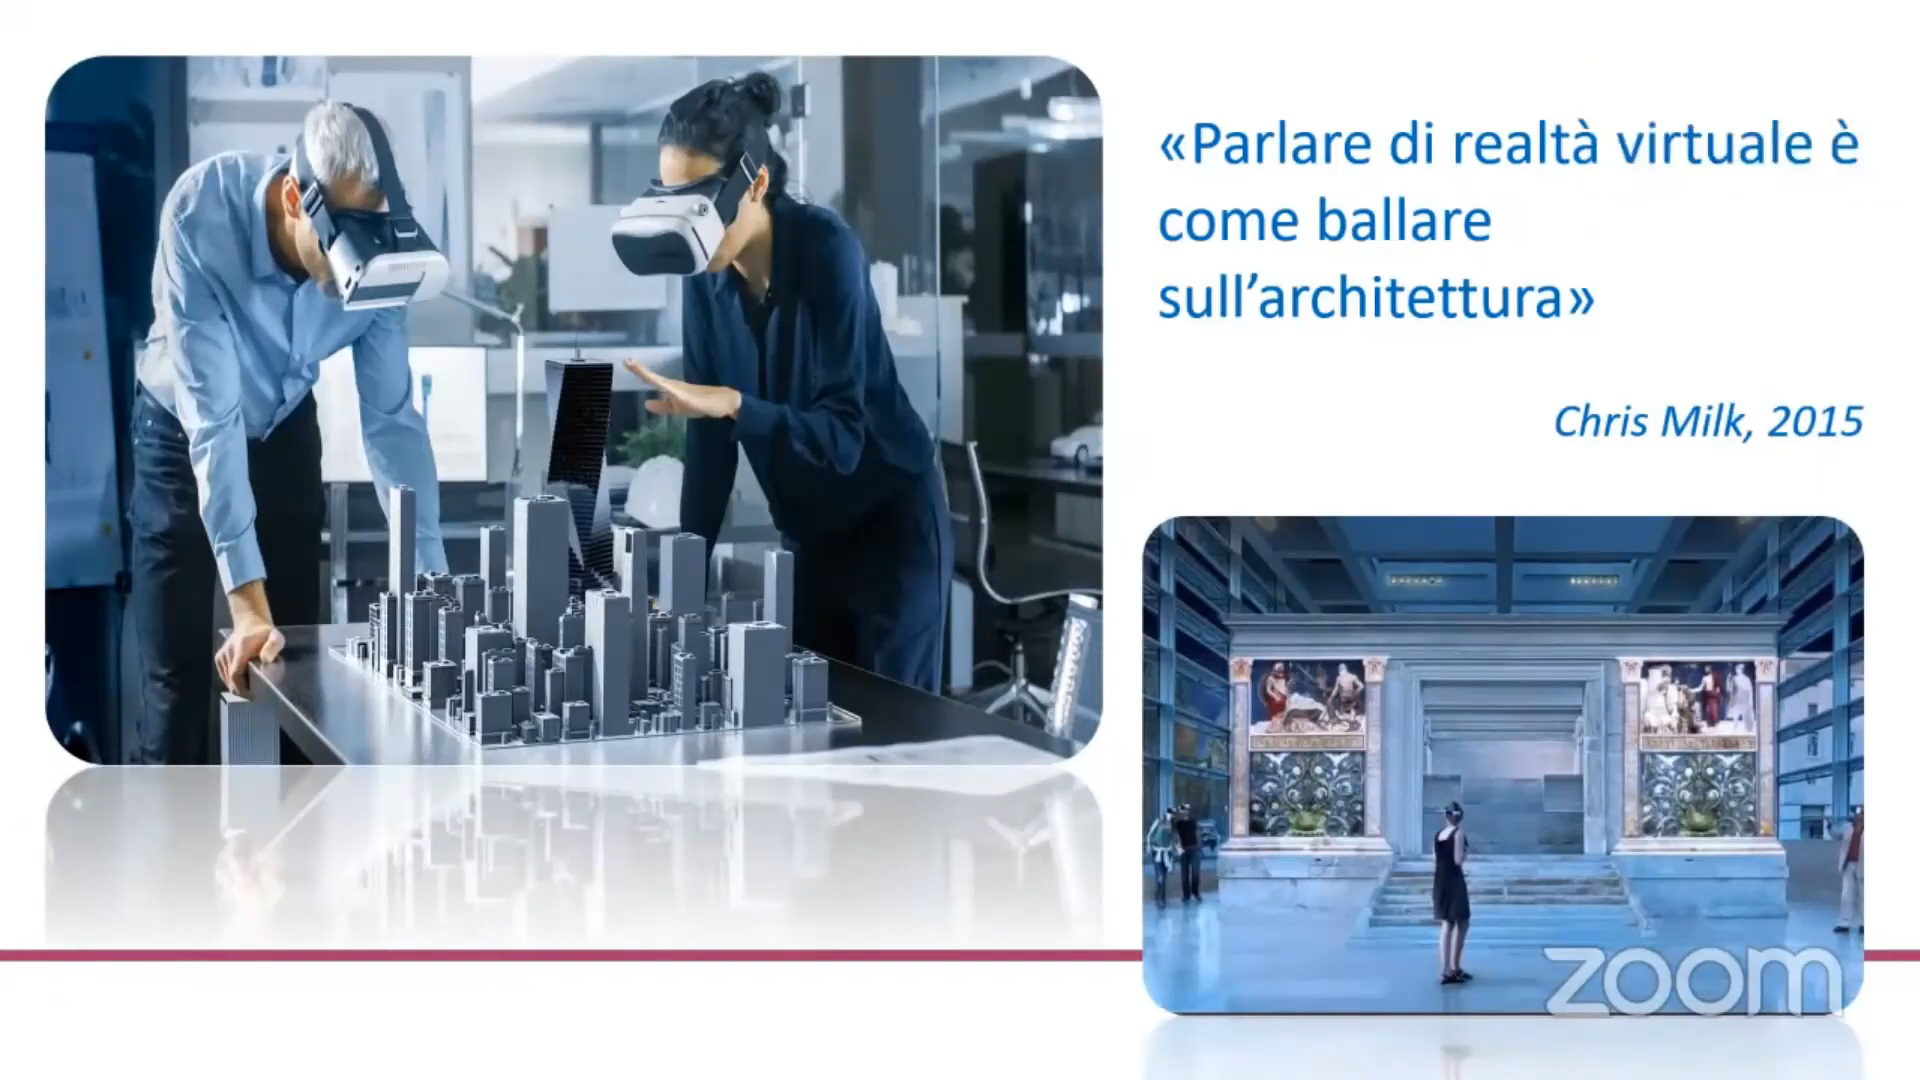 «Parlare di realtà virtuale è
come ballare
sull’architettura»
Chris Milk, 2015
zoom